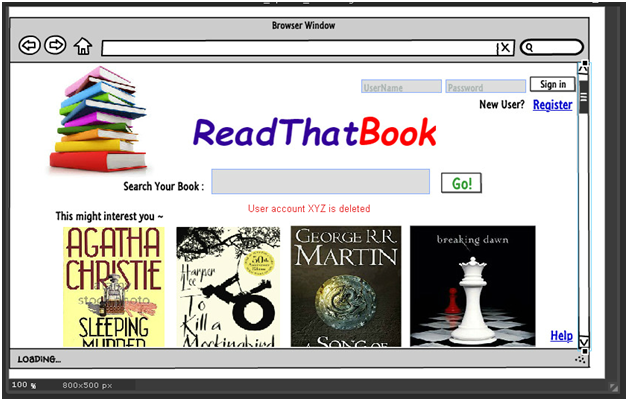 Browser Window
X
UserName
Password
Sign in
New User?
Register
ReadThatBook
Search Your Book :
Go!
User account XYZ is deleted
This might interest you ~
AGATHA
CHRISTIE
SLEEPING
MURDER
Harper
Lee
50th
To
Kill a
Mockingbird
GEORGE R.R.
MARTIN
A SONG OF
breaking dawn
Help
LOADING...
100 %
800x500 px